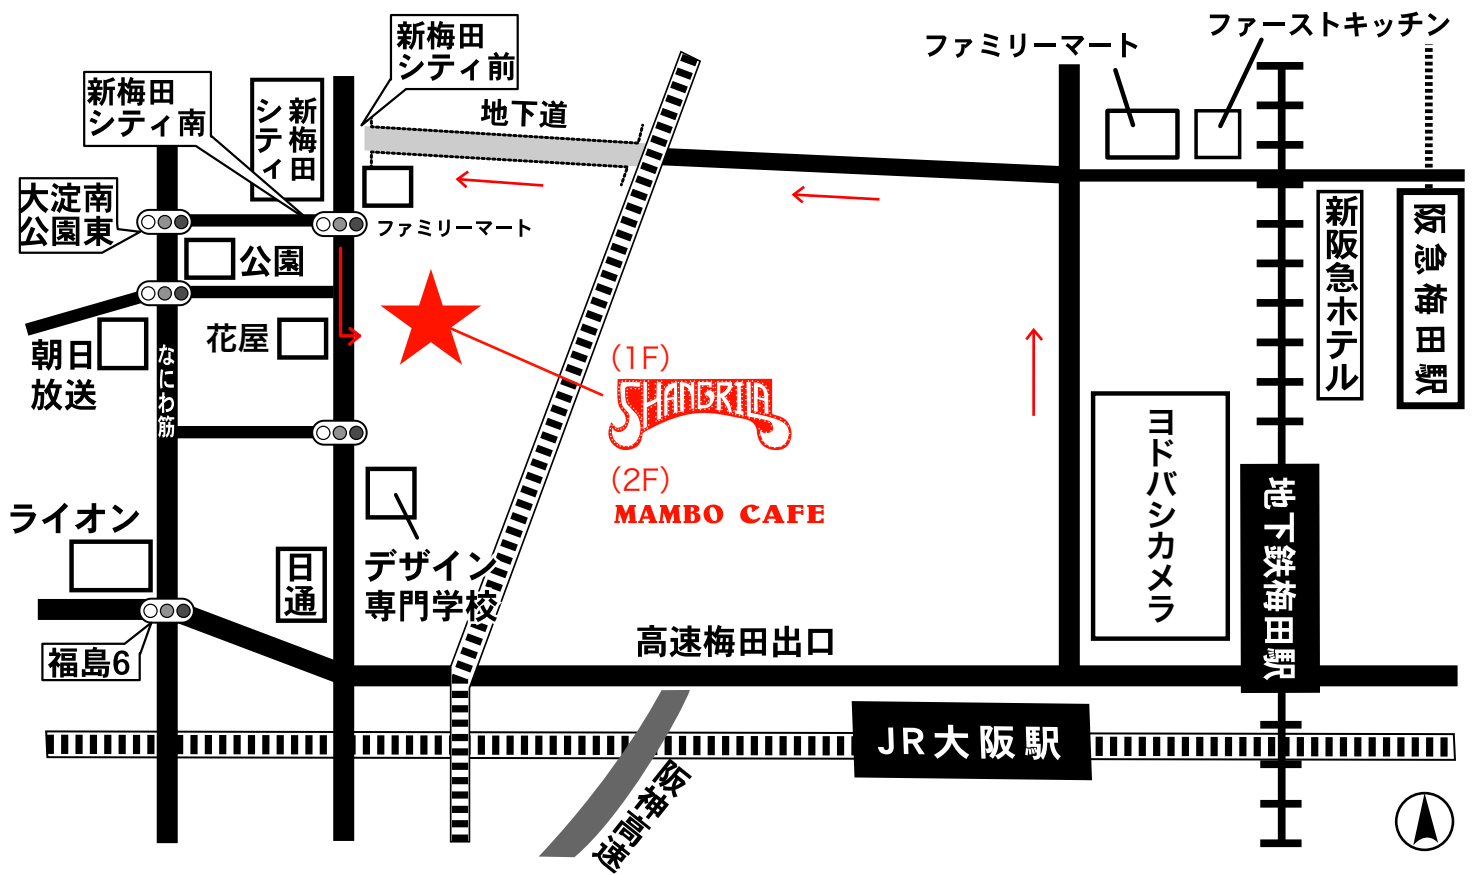 ファーストキッチン
ファミリーマート
新梅田
シティ前
新梅田
シティ南
新梅田
シティ
地下道
大淀南
公園東
ファミリーマート
公園
花屋
朝日
放送
なにわ筋
(1F)
SHANGRILA
(2F)
MAMBO CAFE
新阪急ホテル
阪急梅田駅
ヨドバシカメラ
地下鉄梅田駅
ライオン
日通
デザイン
専門学校
福島6
高速梅田出口
JR大阪駅
阪神高速